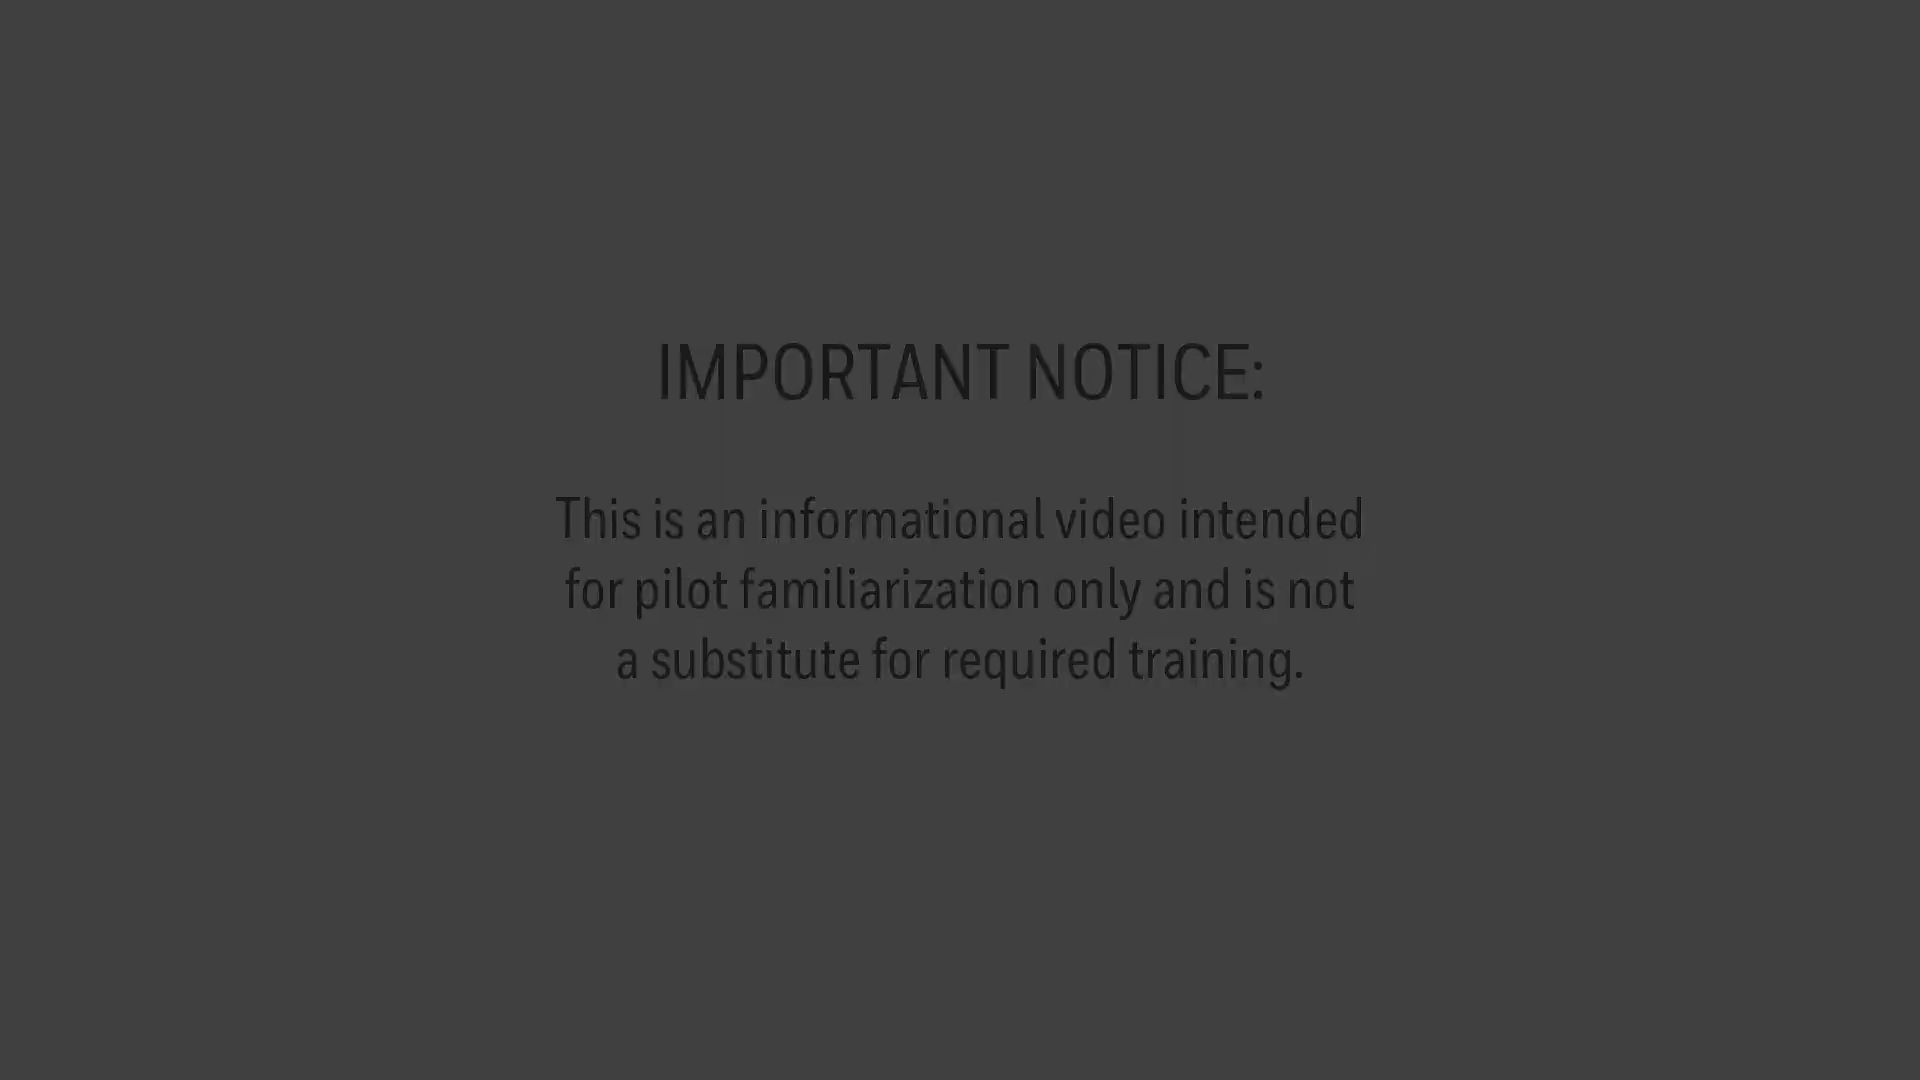 IMPORTANT NOTICE:
This is an informational video intended
for pilot familiarization only and is not
a substitute for required training.